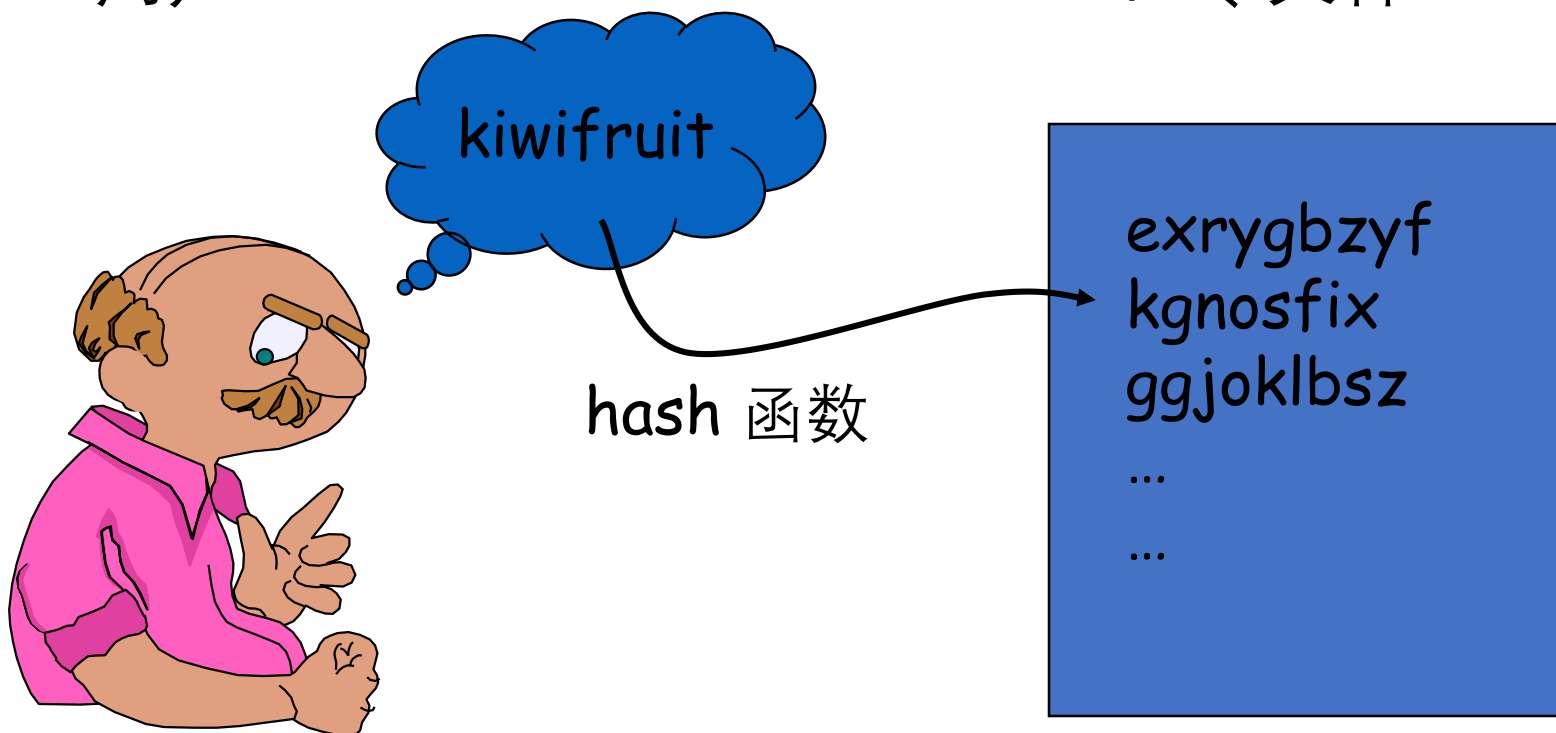 kiwifruit
exrygbzyf
kgnosfix
ggjoklbsz
…
…
hash 函数